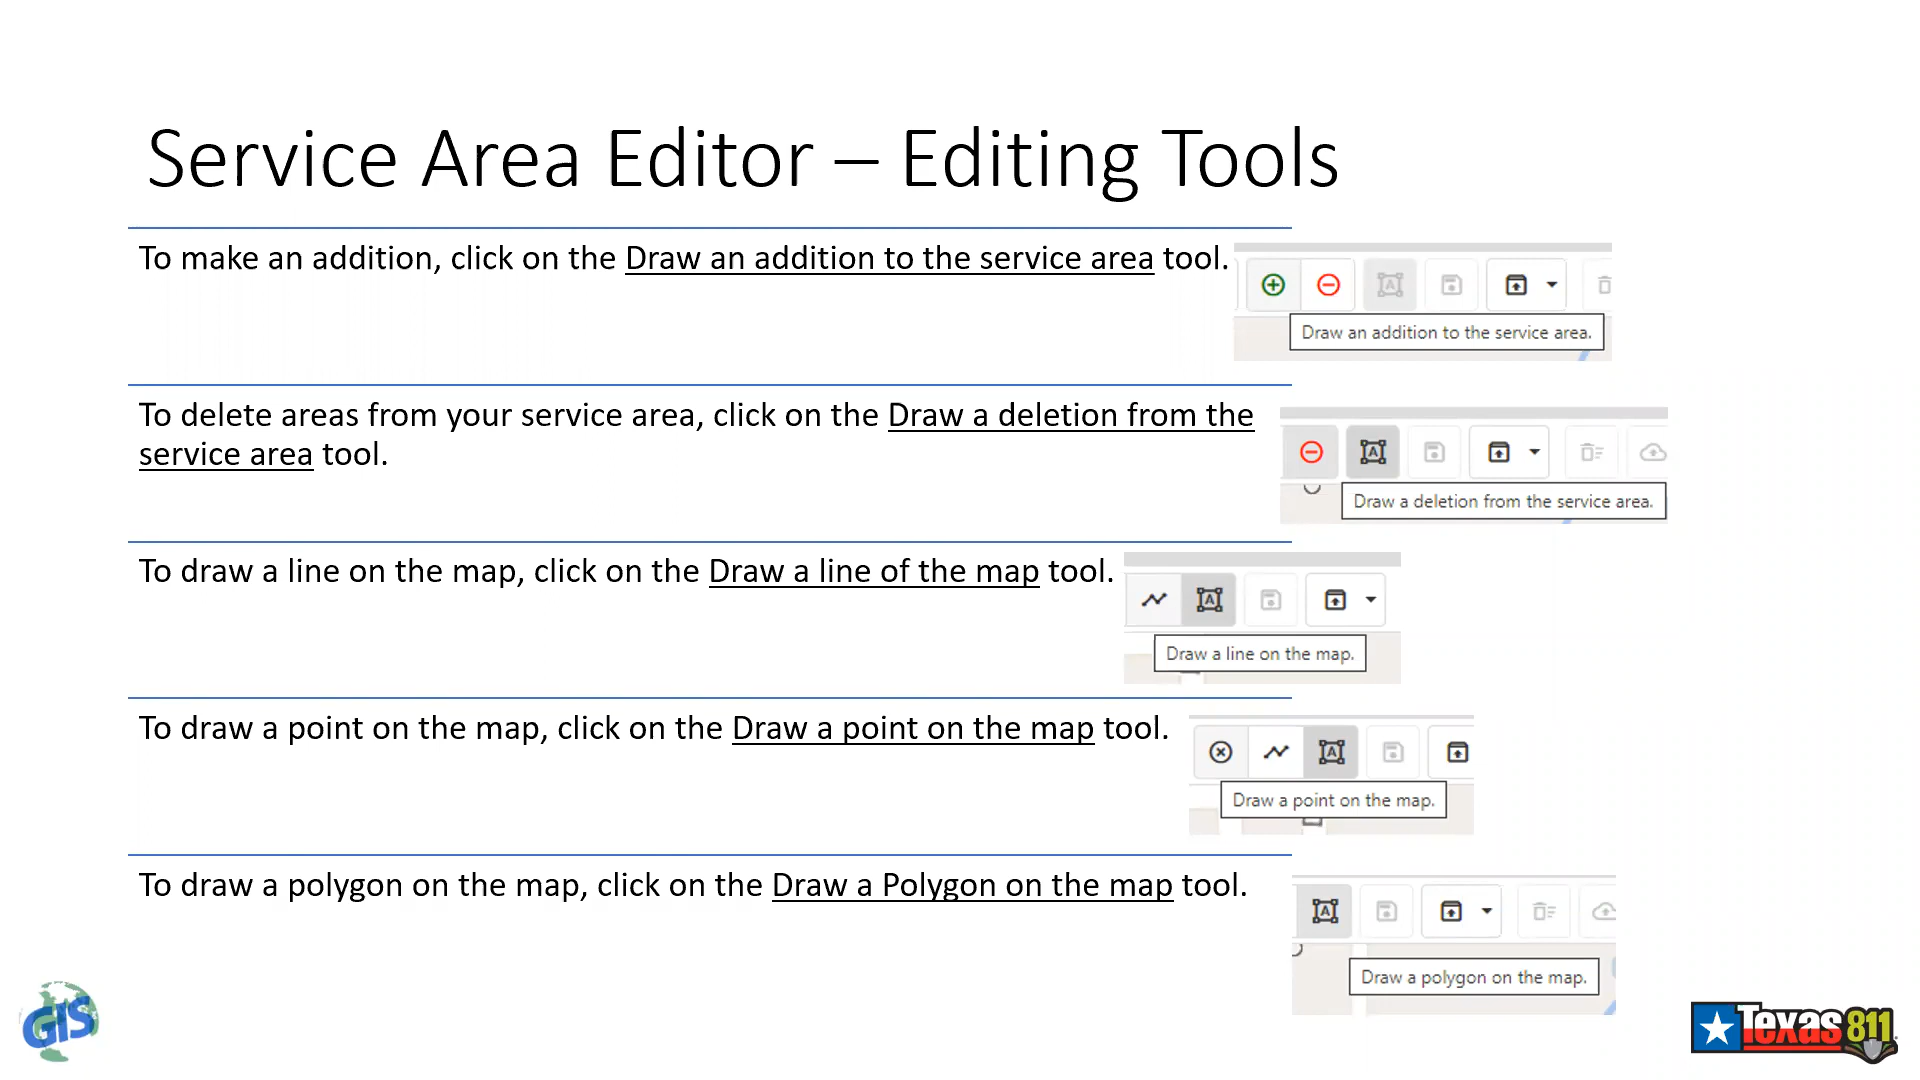 Service Area Editor – Editing Tools
To make an addition, click on the Draw an addition to the service area tool.
Draw an addition to the service area.
To delete areas from your service area, click on the Draw a deletion from the
service area tool.
Draw a deletion from the service area.
To draw a line on the map, click on the Draw a line of the map tool.
Draw a line on the map.
To draw a point on the map, click on the Draw a point on the map tool.
Draw a point on the map.
To draw a polygon on the map, click on the Draw a Polygon on the map tool.
Draw a polygon on the map.
GIS
Texas 811